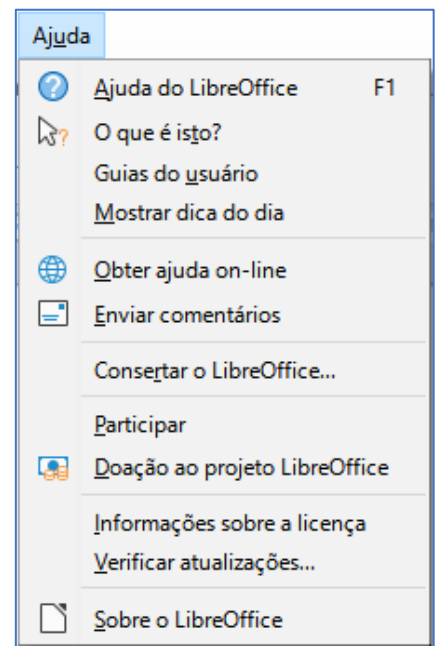 Ajuda
Ajuda do LibreOffice F1
O que é isto?
Guias do usuário
Mostrar dica do dia
Obter ajuda on-line
Enviar comentários
Consertar o LibreOffice...
Participar
Doação ao projeto LibreOffice
Informações sobre a licença
Verificar atualizações...
Sobre o LibreOffice